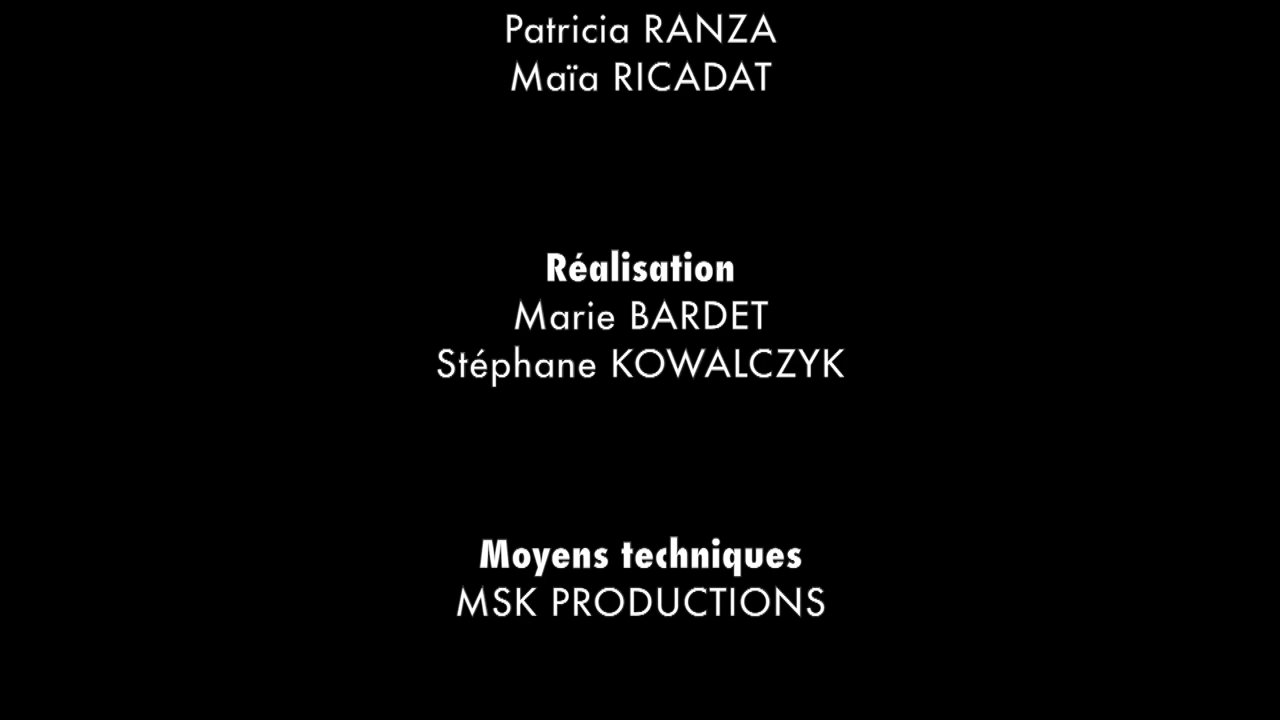 Patricia RANZA
Maïa RICADAT
Réalisation
Marie BARDET
Stéphane KOWALCZYK
Moyens techniques
MSK PRODUCTIONS